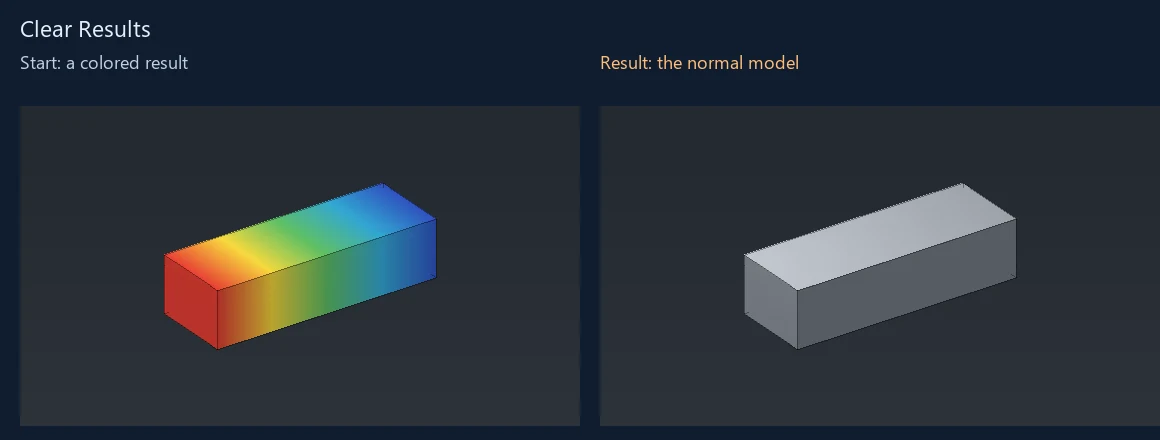 Clear Results
Start: a colored result
Result: the normal model